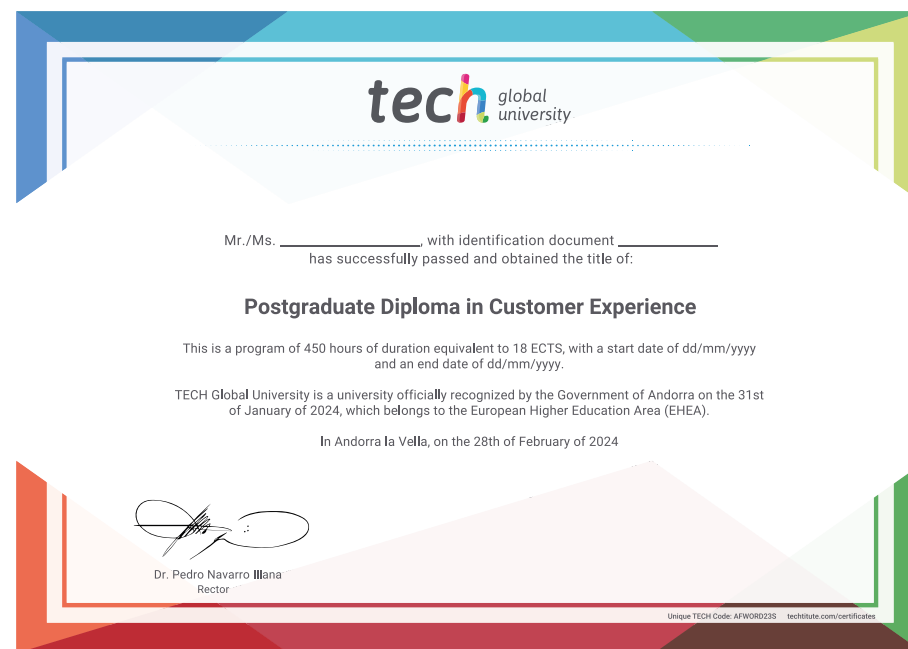 tech global university
Mr./Ms. ____________, with identification document ____________
has successfully passed and obtained the title of:
Postgraduate Diploma in Customer Experience
This is a program of 450 hours of duration equivalent to 18 ECTS, with a start date of dd/mm/yyyy
and an end date of dd/mm/yyyy.
TECH Global University is a university officially recognized by the Government of Andorra on the 31st
of January of 2024, which belongs to the European Higher Education Area (EHEA).
In Andorra la Vella, on the 28th of February of 2024
Dr. Pedro Navarro Illana
Rector
Unique TECH Code: AFWORD23S techtitute.com/certificates